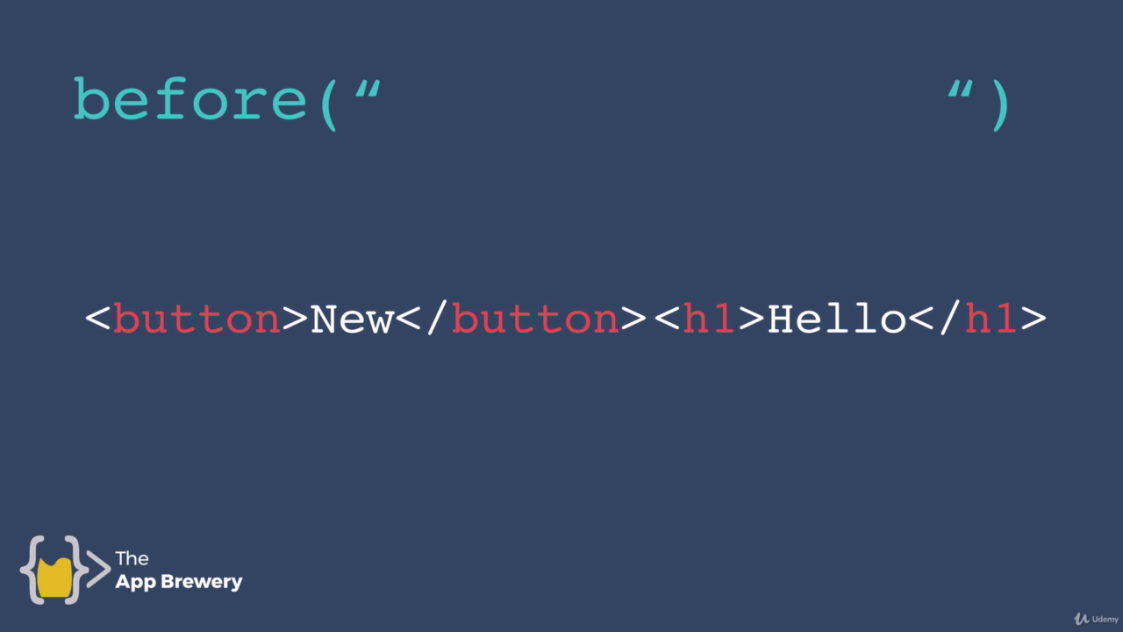 before(“ “)
<button>New</button><h1>Hello</h1>
The
App Brewery
Udemy